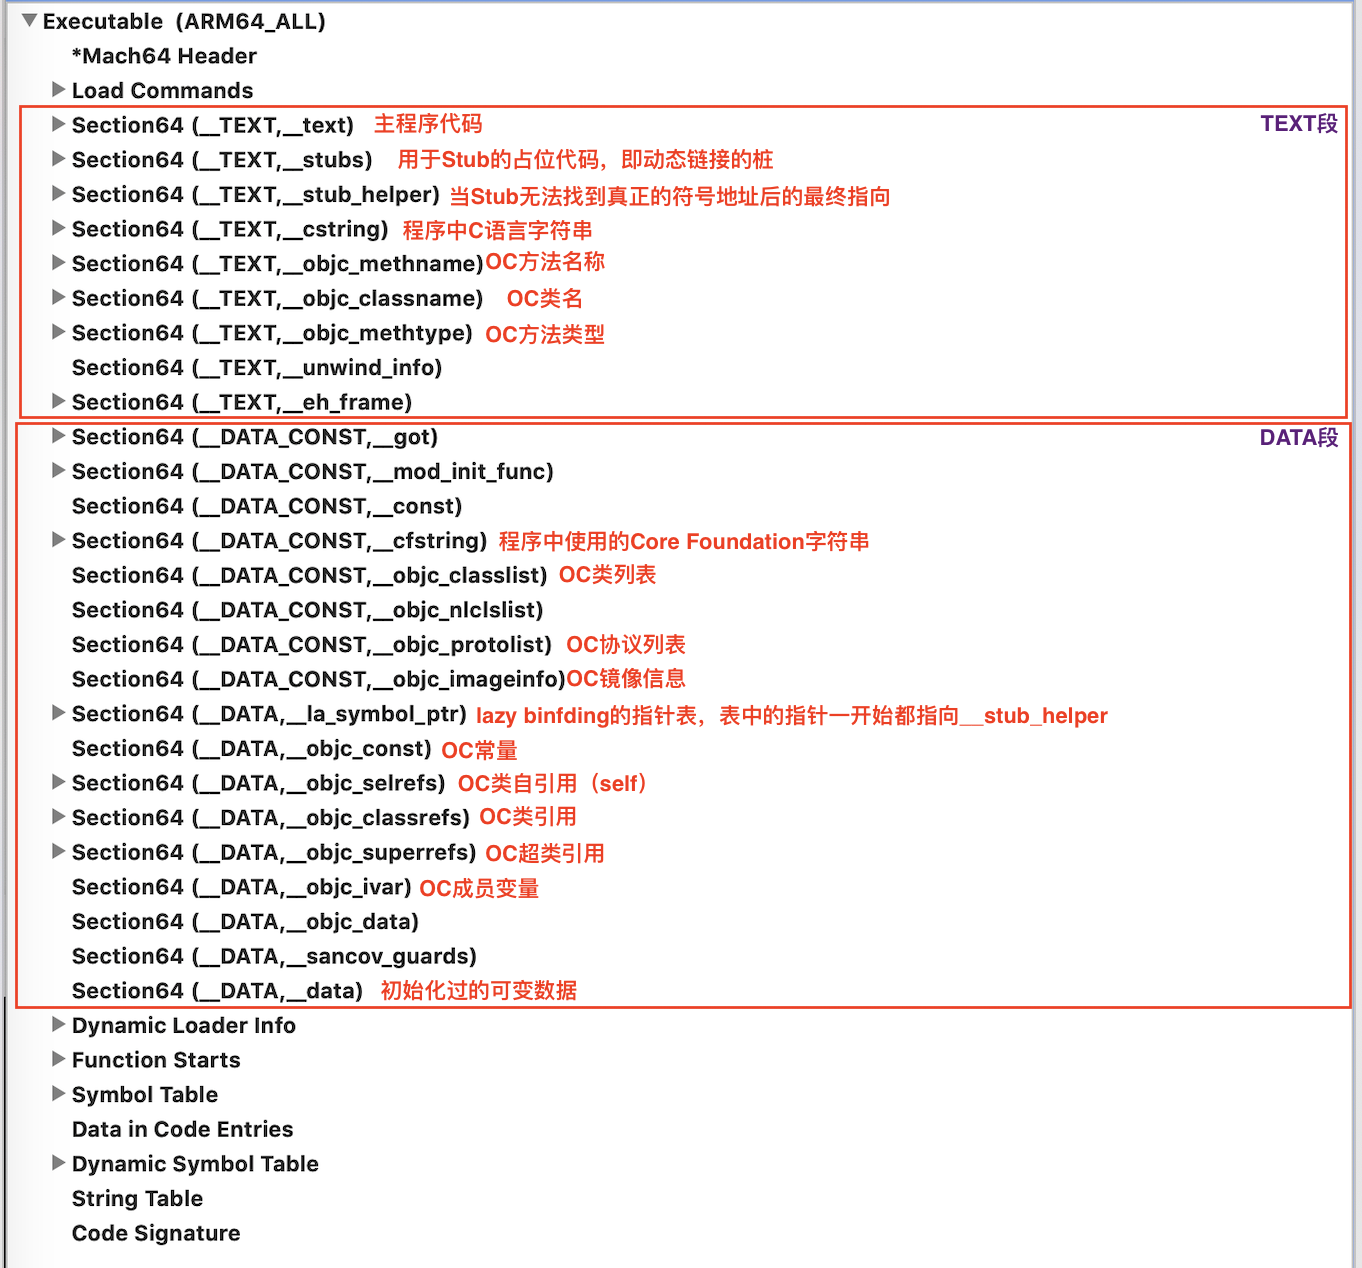 Executable (ARM64_ALL)
*Mach64 Header
Load Commands
Section64 (__TEXT,__text) 主程序代码 TEXT段
Section64 (__TEXT,__stubs) 用于Stub的占位代码，即动态链接的桩
Section64 (__TEXT,__stub_helper) 当Stub无法找到真正的符号地址后的最终指向
Section64 (__TEXT,__cstring) 程序中C语言字符串
Section64 (__TEXT,__objc_methname) OC方法名称
Section64 (__TEXT,__objc_classname) OC类名
Section64 (__TEXT,__objc_methtype) OC方法类型
Section64 (__TEXT,__unwind_info)
Section64 (__TEXT,__eh_frame)
Section64 (__DATA_CONST,__got) DATA段
Section64 (__DATA_CONST,__mod_init_func)
Section64 (__DATA_CONST,__const)
Section64 (__DATA_CONST,__cfstring) 程序中使用的Core Foundation字符串
Section64 (__DATA_CONST,__objc_classlist) OC类列表
Section64 (__DATA_CONST,__objc_nlclslist)
Section64 (__DATA_CONST,__objc_protolist) OC协议列表
Section64 (__DATA_CONST,__objc_imageinfo) OC镜像信息
Section64 (__DATA,__la_symbol_ptr) lazy binfding的指针表，表中的指针一开始都指向__stub_helper
Section64 (__DATA,__objc_const) OC常量
Section64 (__DATA,__objc_selrefs) OC类自引用（self）
Section64 (__DATA,__objc_classrefs) OC类引用
Section64 (__DATA,__objc_superrefs) OC超类引用
Section64 (__DATA,__objc_ivar) OC成员变量
Section64 (__DATA,__objc_data)
Section64 (__DATA,__sancov_guards)
Section64 (__DATA,__data) 初始化过的可变数据
Dynamic Loader Info
Function Starts
Symbol Table
Data in Code Entries
Dynamic Symbol Table
String Table
Code Signature